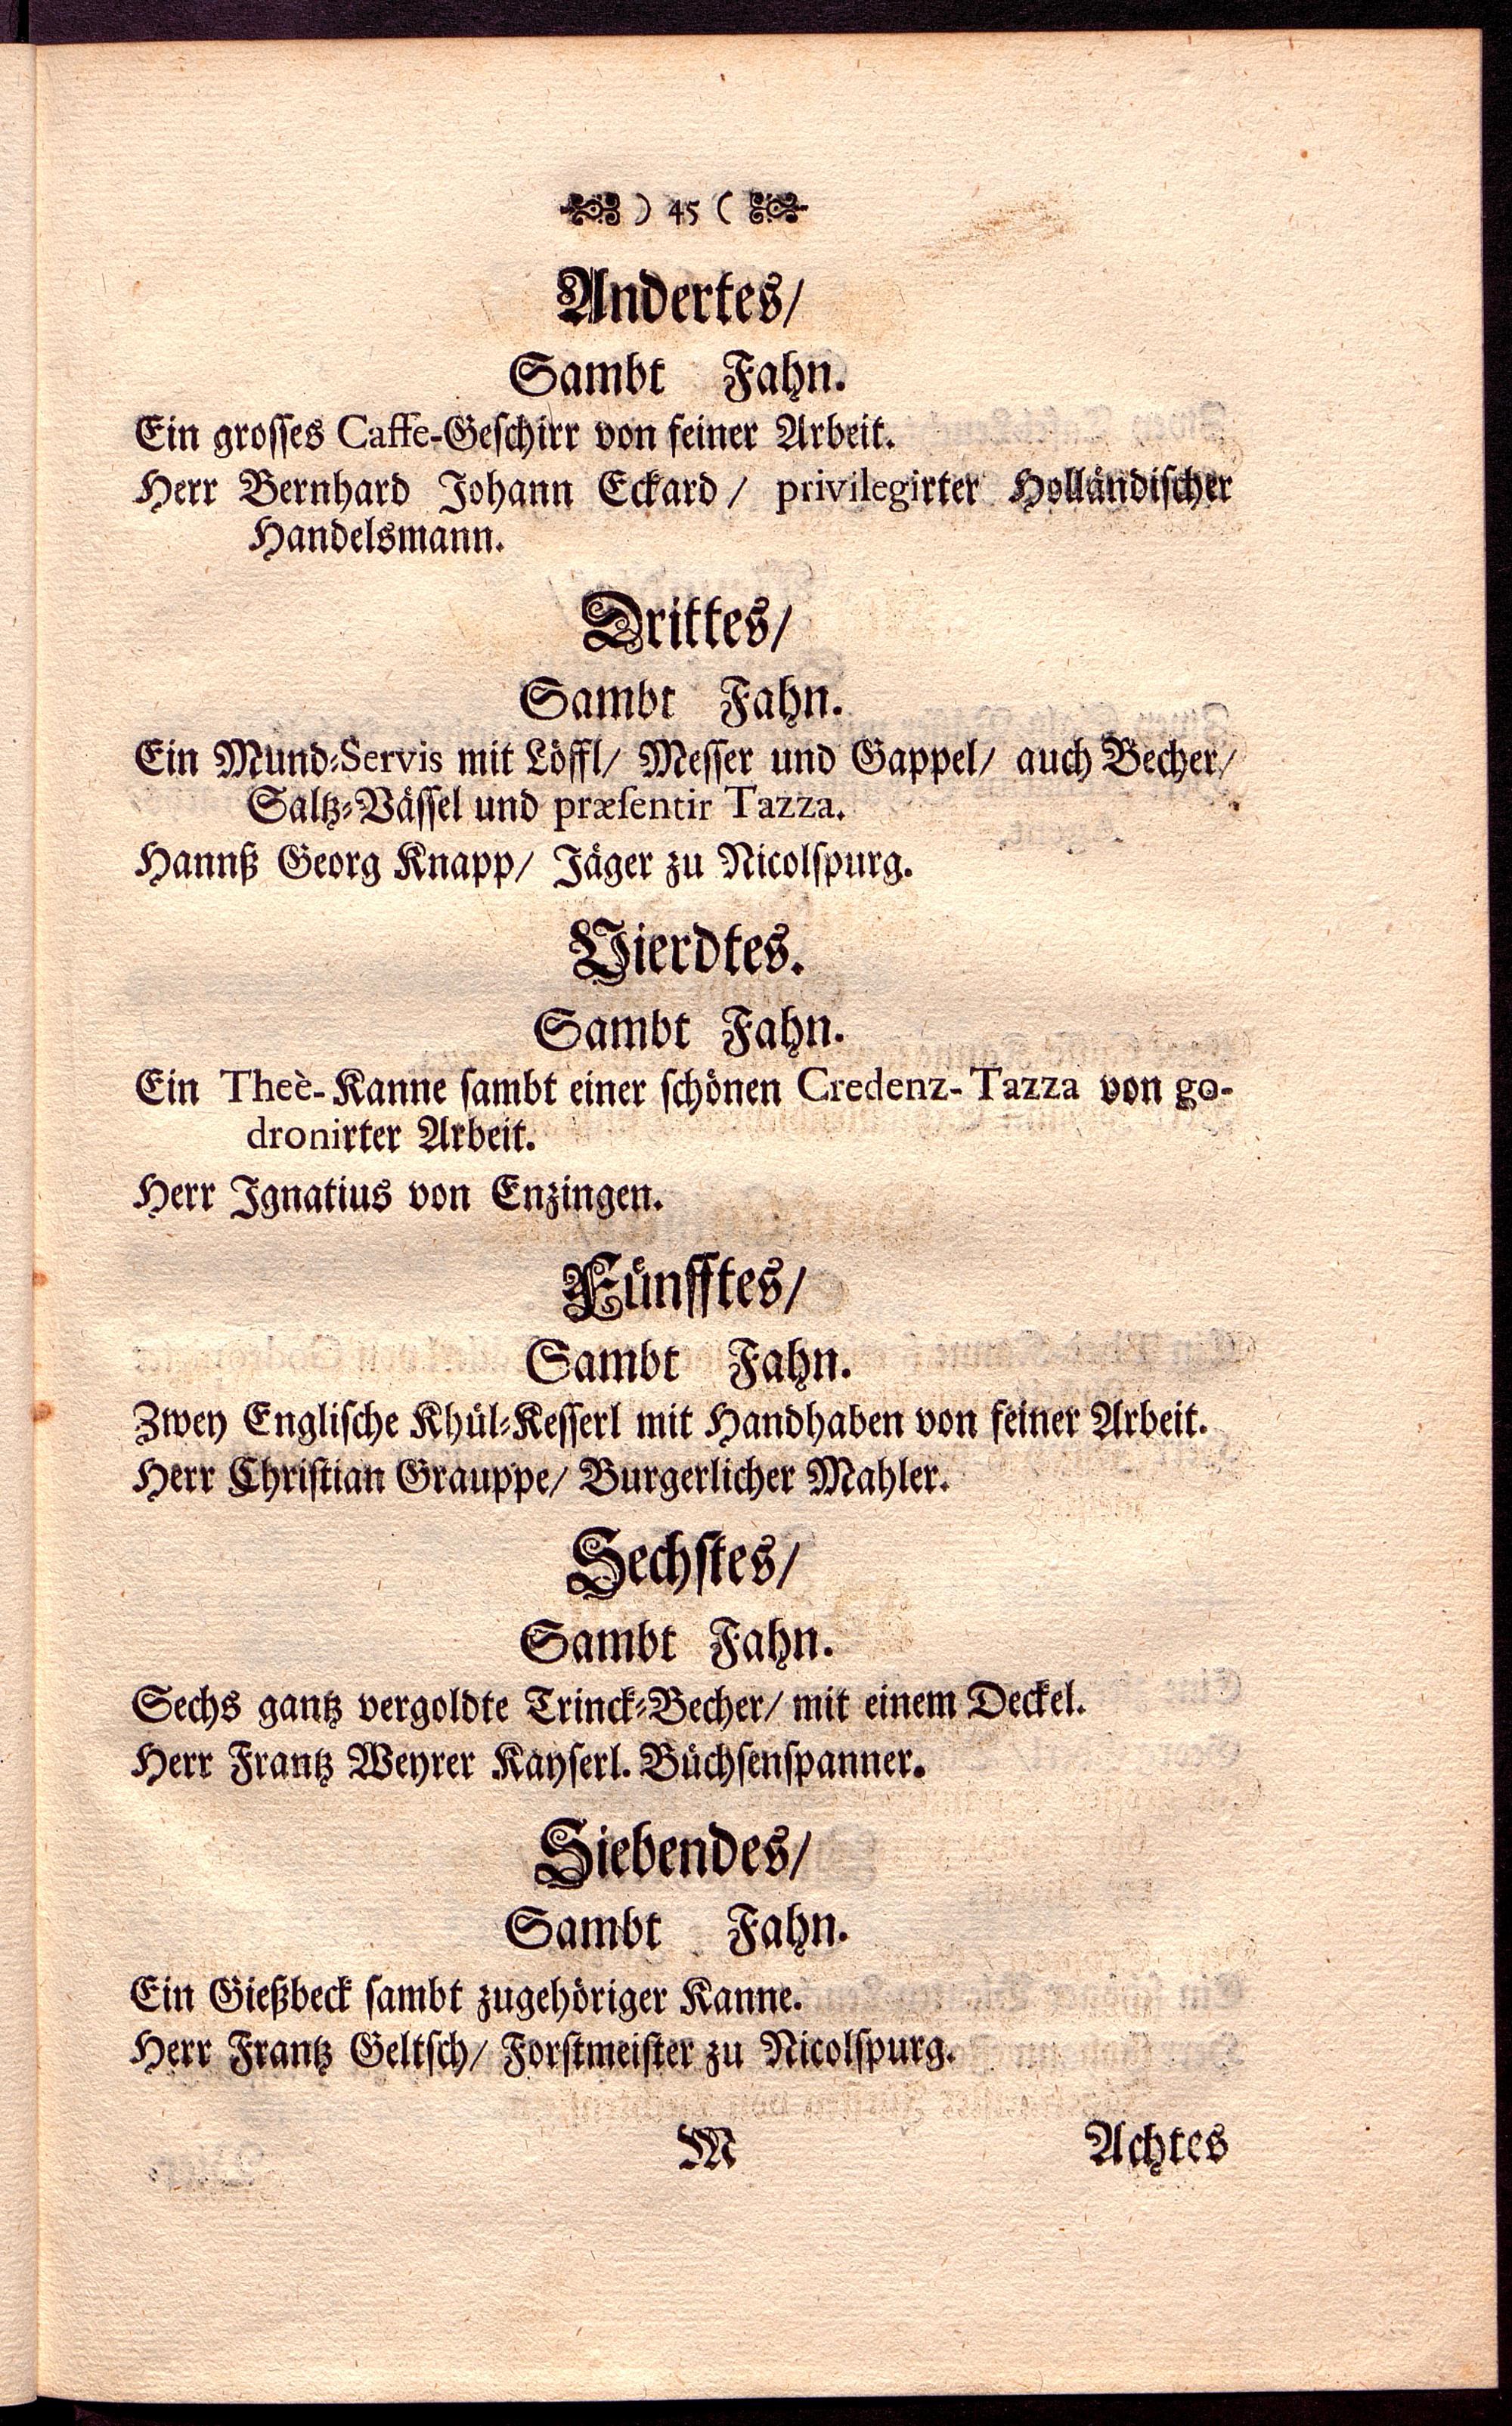 ) 45 (
Andertes/
Sambt Fahn.
Ein grosses Caffe-Geschirr von feiner Arbeit.
Herr Bernhard Johann Eckard / privilegirter Holländischer
Handelsmann.
Drittes/
Sambt Fahn.
Ein Mund-Servis mit Löffl/ Messer und Gappel/ auch Becher/
Saltz-Vässel und præsentir Tazza.
Hannß Georg Knapp/ Jäger zu Nicolspurg.
Vierdtes.
Sambt Fahn.
Ein Theè-Kanne sambt einer schönen Credenz-Tazza von go-
dronirter Arbeit.
Herr Ignatius von Enzingen.
Fünfftes/
Sambt Fahn.
Zwey Englische Khül-Kesserl mit Handhaben von feiner Arbeit.
Herr Christian Grauppe/ Burgerlicher Mahler.
Sechstes/
Sambt Fahn.
Sechs gantz vergoldte Trinck-Becher/ mit einem Deckel.
Herr Frantz Weyrer Kayserl. Büchsenspanner.
Siebendes/
Sambt Fahn.
Ein Gießbeck sambt zugehöriger Kanne.
Herr Frantz Geltsch/ Forstmeister zu Nicolspurg.
M Achtes